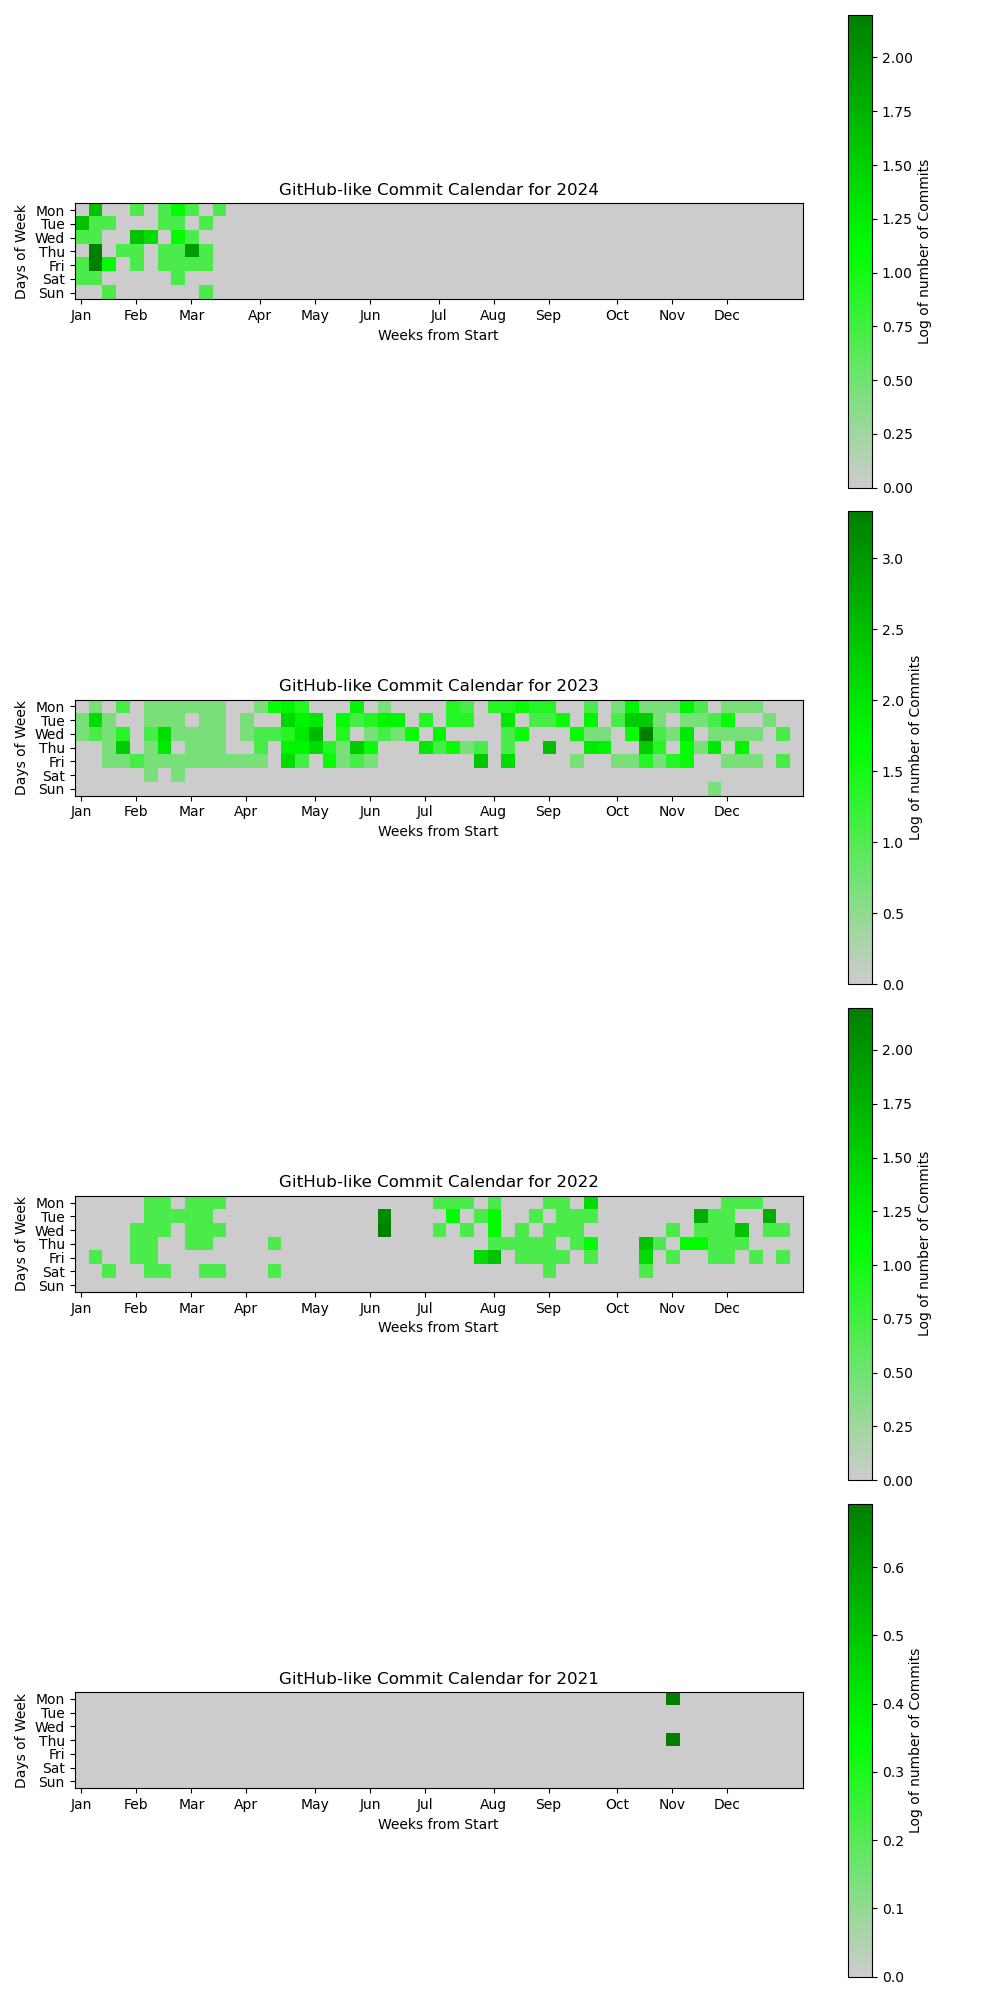 GitHub-like Commit Calendar for 2024
Days of Week
Mon
Tue
Wed
Thu
Fri
Sat
Sun
Jan Feb Mar Apr May Jun Jul Aug Sep Oct Nov Dec
Weeks from Start
2.00
1.75
1.50
1.25
1.00
0.75
0.50
0.25
0.00
Log of number of Commits
GitHub-like Commit Calendar for 2023
Days of Week
Mon
Tue
Wed
Thu
Fri
Sat
Sun
Jan Feb Mar Apr May Jun Jul Aug Sep Oct Nov Dec
Weeks from Start
3.0
2.5
2.0
1.5
1.0
0.5
0.0
Log of number of Commits
GitHub-like Commit Calendar for 2022
Days of Week
Mon
Tue
Wed
Thu
Fri
Sat
Sun
Jan Feb Mar Apr May Jun Jul Aug Sep Oct Nov Dec
Weeks from Start
2.00
1.75
1.50
1.25
1.00
0.75
0.50
0.25
0.00
Log of number of Commits
GitHub-like Commit Calendar for 2021
Days of Week
Mon
Tue
Wed
Thu
Fri
Sat
Sun
Jan Feb Mar Apr May Jun Jul Aug Sep Oct Nov Dec
Weeks from Start
0.6
0.5
0.4
0.3
0.2
0.1
0.0
Log of number of Commits